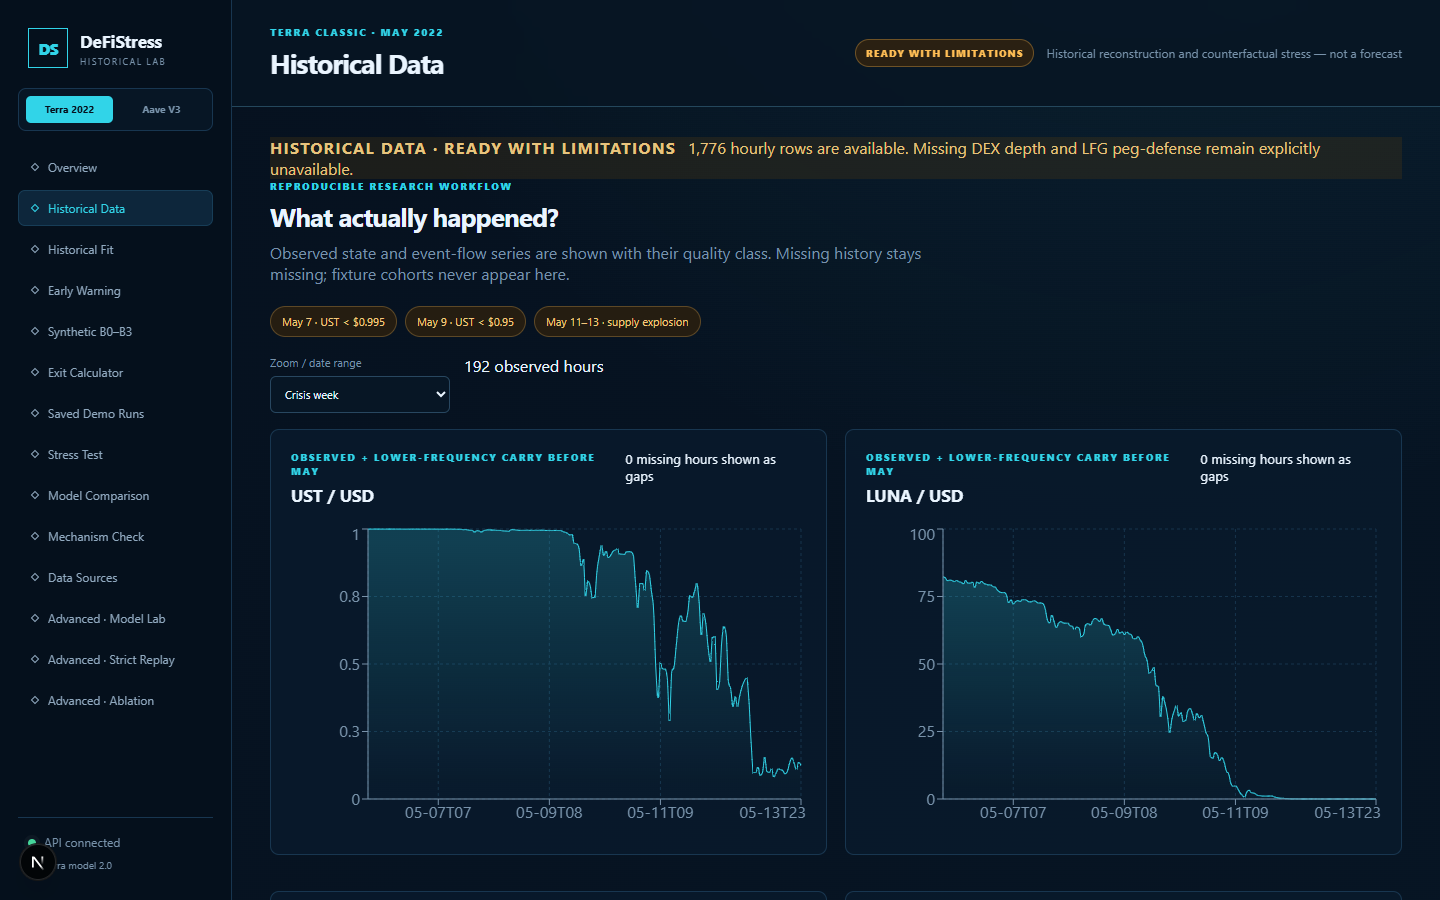 DS
DeFiStress
HISTORICAL LAB
Terra 2022
Aave V3
Overview
Historical Data
Historical Fit
Early Warning
Synthetic B0–B3
Exit Calculator
Saved Demo Runs
Stress Test
Model Comparison
Mechanism Check
Data Sources
Advanced · Model Lab
Advanced · Strict Replay
Advanced · Ablation
API connected
N
ra model 2.0
TERRA CLASSIC · MAY 2022
Historical Data
READY WITH LIMITATIONS
Historical reconstruction and counterfactual stress — not a forecast
HISTORICAL DATA · READY WITH LIMITATIONS 1,776 hourly rows are available. Missing DEX depth and LFG peg-defense remain explicitly
unavailable.
REPRODUCIBLE RESEARCH WORKFLOW
What actually happened?
Observed state and event-flow series are shown with their quality class. Missing history stays
missing; fixture cohorts never appear here.
May 7 · UST < $0.995
May 9 · UST < $0.95
May 11–13 · supply explosion
Zoom / date range
192 observed hours
Crisis week
OBSERVED + LOWER-FREQUENCY CARRY BEFORE
MAY
0 missing hours shown as
gaps
UST / USD
1
0.8
0.5
0.3
0
05-07T07
05-09T08
05-11T09
05-13T23
OBSERVED + LOWER-FREQUENCY CARRY BEFORE
MAY
0 missing hours shown as
gaps
LUNA / USD
100
75
50
25
0
05-07T07
05-09T08
05-11T09
05-13T23